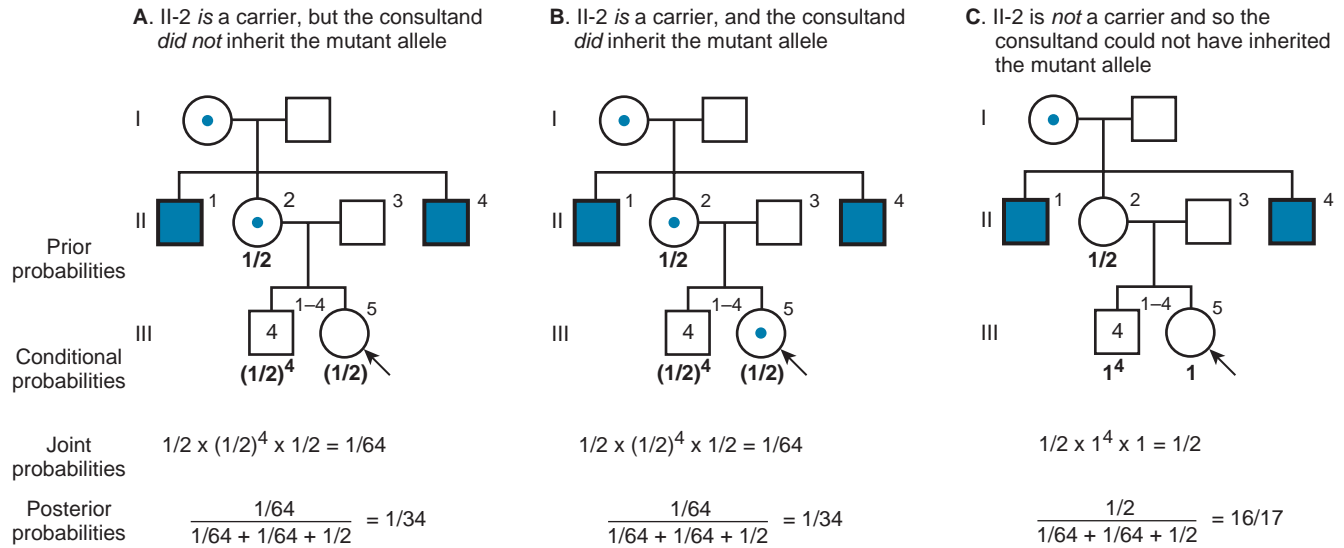 A. II-2 is a carrier, but the consultand
did not inherit the mutant allele
B. II-2 is a carrier, and the consultand
did inherit the mutant allele
C. II-2 is not a carrier and so the
consultand could not have inherited
the mutant allele
I
I
I
1
2
3
4
II
1
2
3
4
II
1
2
3
4
II
Prior
probabilities
1/2
1/2
1/2
1–4
5
1–4
5
1–4
5
III
4
III
4
III
4
Conditional
probabilities
(1/2)^4
(1/2)
(1/2)^4
(1/2)
1^4
1
Joint
probabilities
1/2 x (1/2)^4 x 1/2 = 1/64
1/2 x (1/2)^4 x 1/2 = 1/64
1/2 x 1^4 x 1 = 1/2
Posterior
probabilities
1/64
1/64 + 1/64 + 1/2
= 1/34
1/64
1/64 + 1/64 + 1/2
= 1/34
1/2
1/64 + 1/64 + 1/2
= 16/17